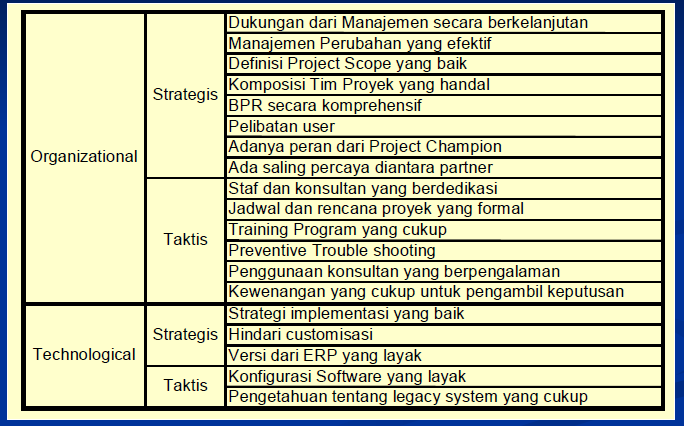 Organizational
Strategis
Dukungan dari Manajemen secara berkelanjutan
Manajemen Perubahan yang efektif
Definisi Project Scope yang baik
Komposisi Tim Proyek yang handal
BPR secara komprehensif
Pelibatan user
Adanya peran dari Project Champion
Ada saling percaya diantara partner
Taktis
Staf dan konsultan yang berdedikasi
Jadwal dan rencana proyek yang formal
Training Program yang cukup
Preventive Trouble shooting
Penggunaan konsultan yang berpengalaman
Kewenangan yang cukup untuk pengambil keputusan
Technological
Strategis
Strategi implementasi yang baik
Hindari customisasi
Versi dari ERP yang layak
Taktis
Konfigurasi Software yang layak
Pengetahuan tentang legacy system yang cukup